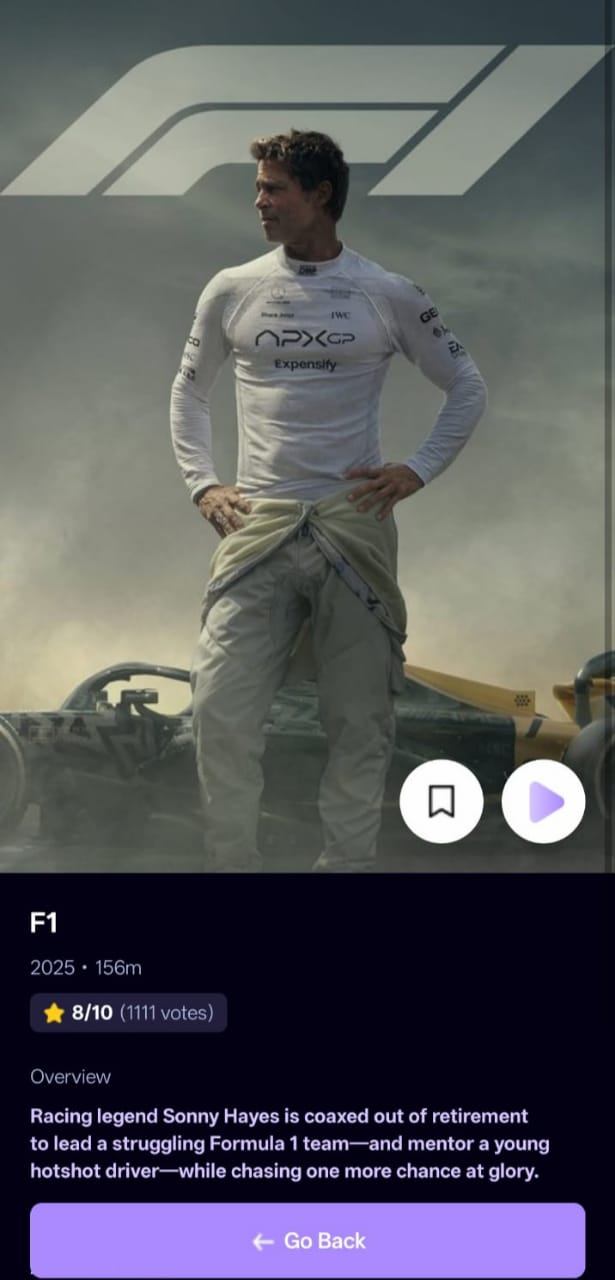 F1
IWC
APXGP
Expensify
F1
2025 • 156m
8/10 (1111 votes)
Overview
Racing legend Sonny Hayes is coaxed out of retirement
to lead a struggling Formula 1 team—and mentor a young
hotshot driver—while chasing one more chance at glory.
← Go Back